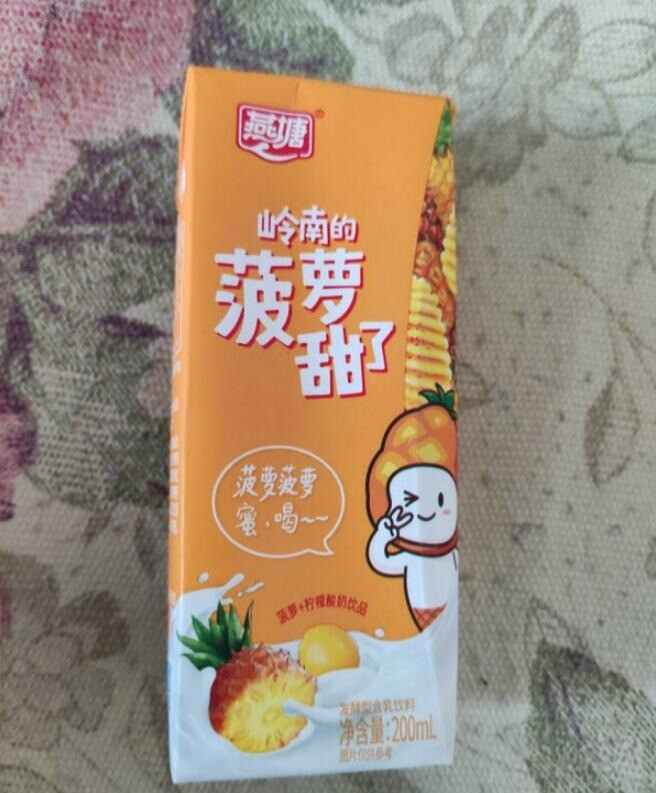 燕塘®
岭南的
菠萝
甜了
菠萝菠萝
蜜·喝~~
菠萝+柠檬酸奶饮品
发酵型含乳饮料
净含量:200mL
图片仅供参考